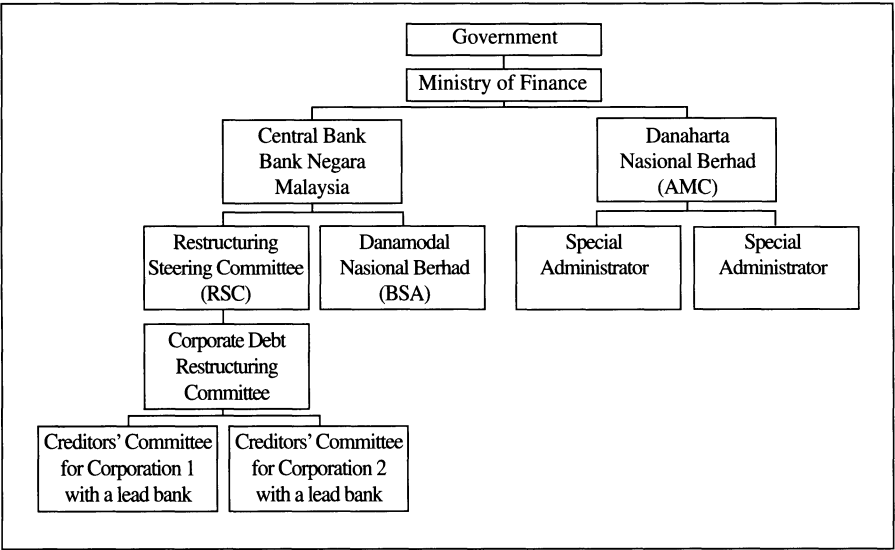 Government
Ministry of Finance
Central Bank
Bank Negara
Malaysia
Danaharta
Nasional Berhad
(AMC)
Restructuring
Steering Committee
(RSC)
Danamodal
Nasional Berhad
(BSA)
Special
Administrator
Special
Administrator
Corporate Debt
Restructuring
Committee
Creditors' Committee
for Corporation 1
with a lead bank
Creditors' Committee
for Corporation 2
with a lead bank